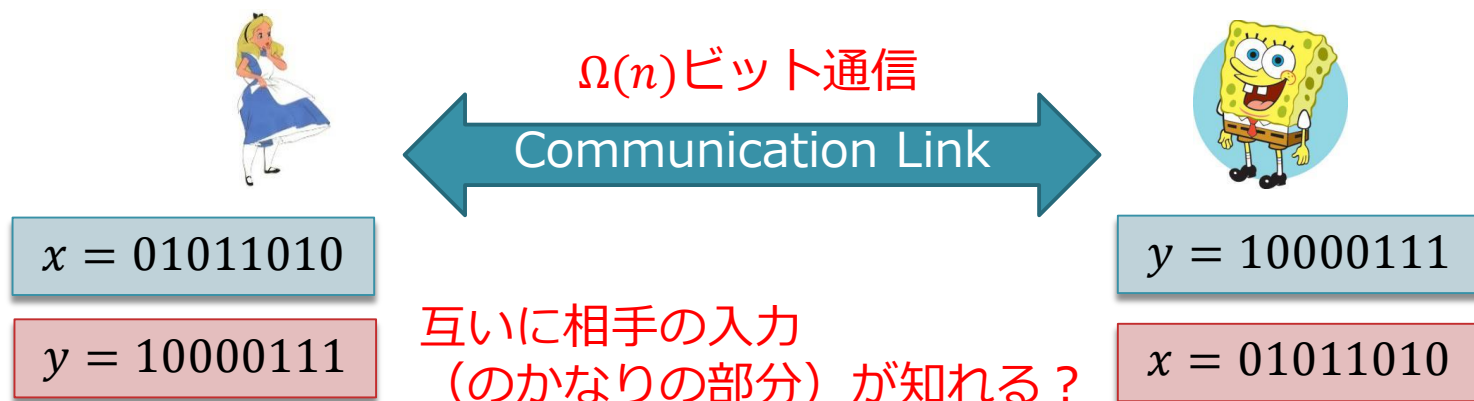 Ω(n)ビット通信
Communication Link
x = 01011010
y = 10000111
y = 10000111
x = 01011010
互いに相手の入力
（のかなりの部分）が知れる？